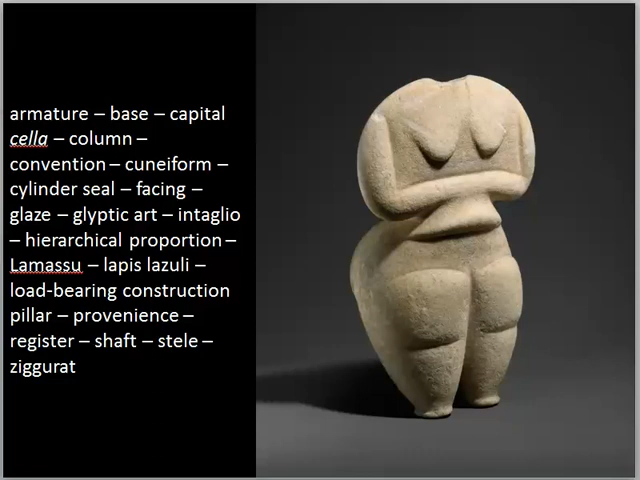 armature – base – capital
cella – column –
convention – cuneiform –
cylinder seal – facing –
glaze – glyptic art – intaglio
– hierarchical proportion –
Lamassu – lapis lazuli –
load-bearing construction
pillar – provenience –
register – shaft – stele –
ziggurat